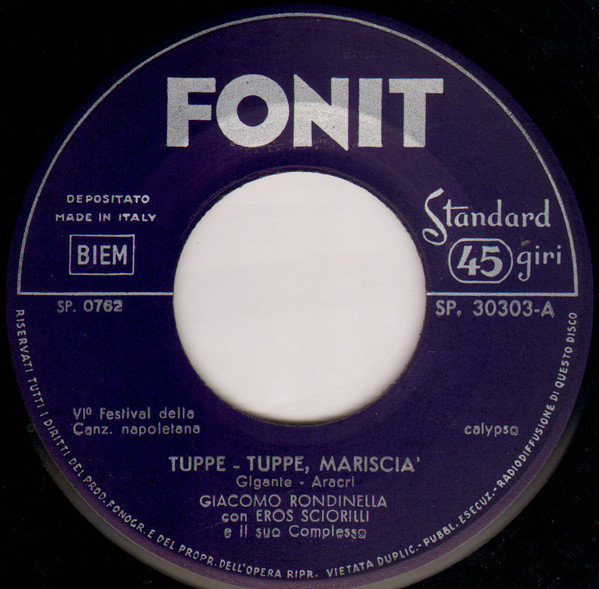 FONIT
DEPOSITATO
MADE IN ITALY
BIEM
Standard
45 giri
SP. 0762
SP. 30303-A
VIº Festival della
Canz. napoletana
calypso
TUPPE - TUPPE, MARISCIA'
Gigante - Aracri
GIACOMO RONDINELLA
con EROS SCIORILLI
e il suo Complesso
RISERVATI TUTTI I DIRITTI DEL PROD. FONOGR. E DEL PROPR. DELL'OPERA RIPR. VIETATA DUPLIC. - PUBBL. ESECUZ. - RADIODIFFUSIONE DI QUESTO DISCO